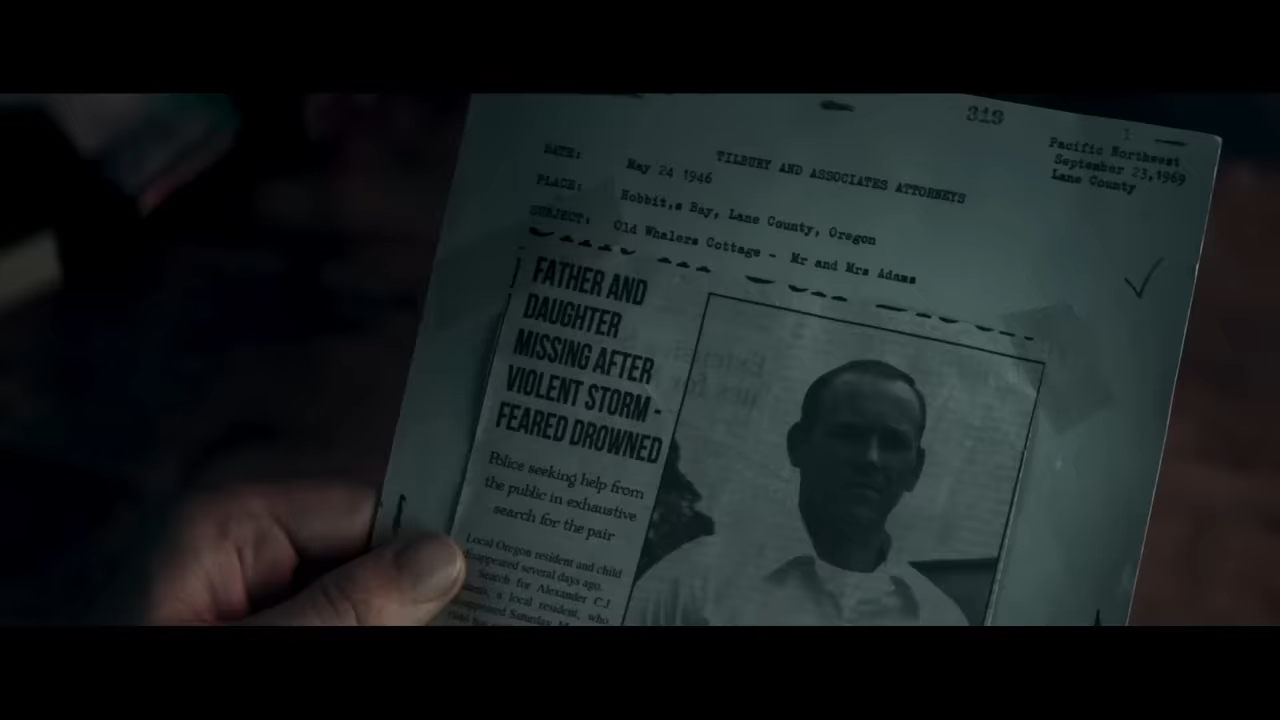 319
1
Pacific Northwest
September 23,1969
Lane County
TILBURY AND ASSOCIATES ATTORNEYS
DATE: May 24 1946
PLACE: Hobbit,s Bay, Lane County, Oregon
SUBJECT: Old Whalers Cottage - Mr and Mrs Adams
FATHER AND
DAUGHTER
MISSING AFTER
VIOLENT STORM -
FEARED DROWNED
Police seeking help from
the public in exhaustive
search for the pair
Local Oregon resident and child
disappeared several days ago.
Search for Alexander C.J
a local resident, who
Saturday,